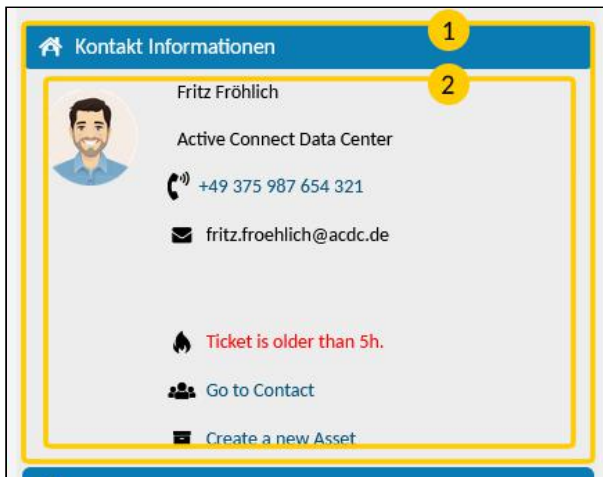 1
Kontakt Informationen
2
Fritz Fröhlich
Active Connect Data Center
+49 375 987 654 321
fritz.froehlich@acdc.de
Ticket is older than 5h.
Go to Contact
Create a new Asset